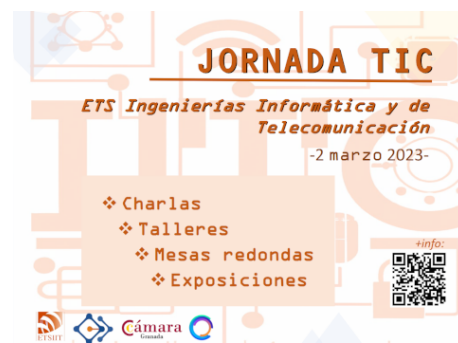 JORNADA TIC
ETS Ingenierías Informática y de
Telecomunicación
-2 marzo 2023-
❖ Charlas
❖ Talleres
❖ Mesas redondas
❖ Exposiciones
+info:
ETSIIT
Cámara
Granada